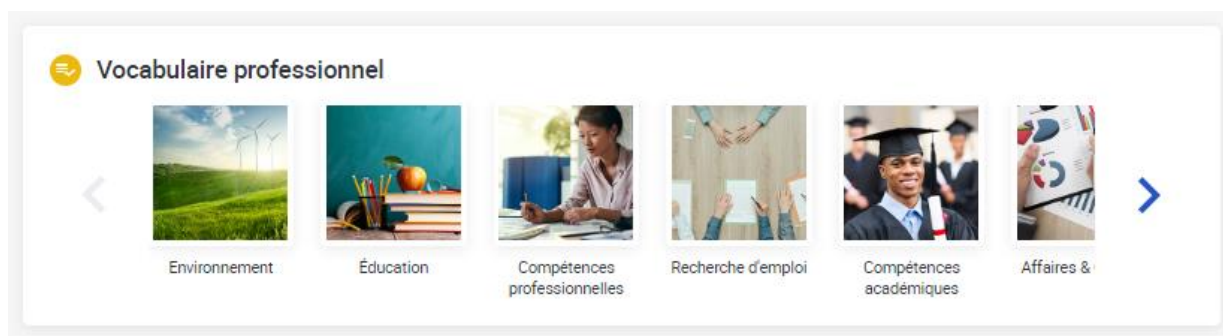 Vocabulaire professionnel
Environnement
Éducation
Compétences
professionnelles
Recherche d'emploi
Compétences
académiques
Affaires &